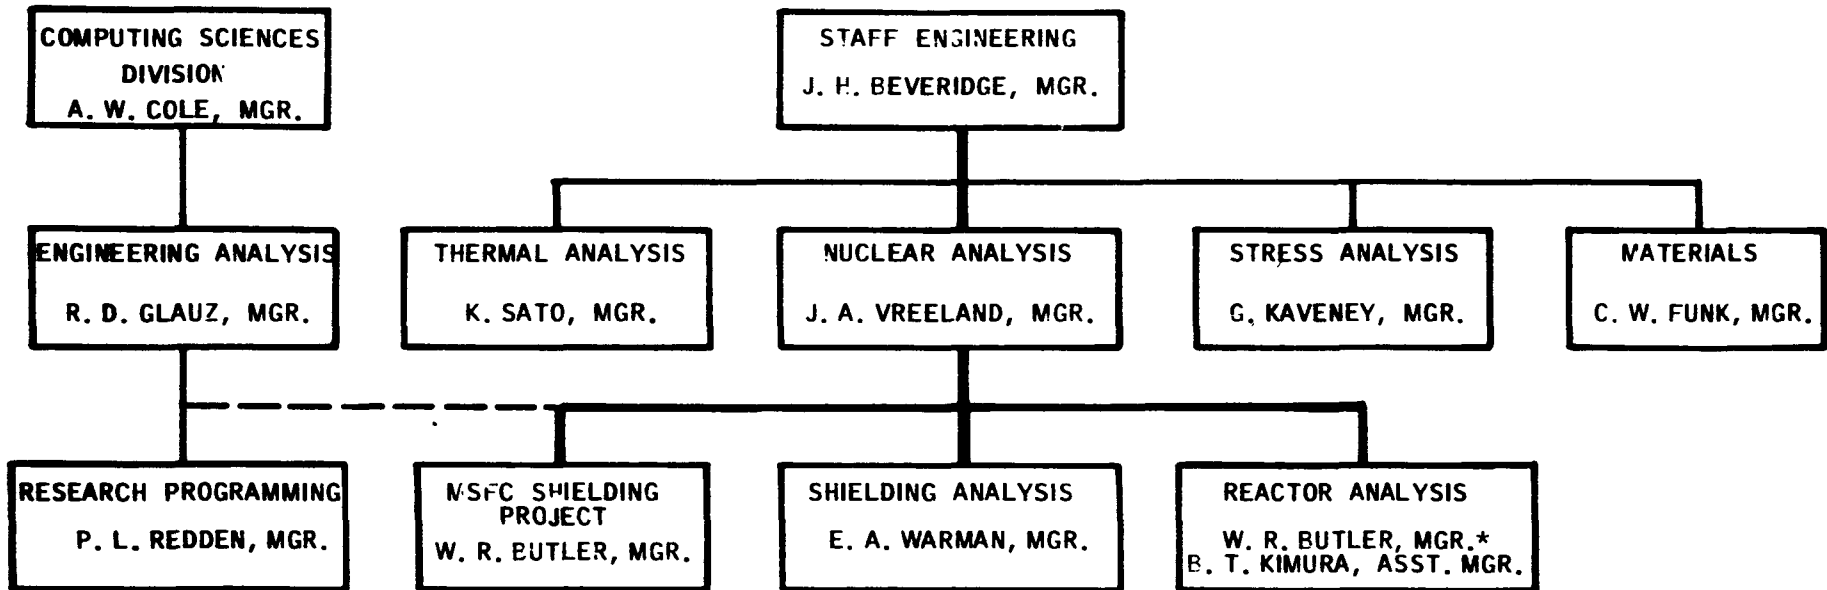 COMPUTING SCIENCES
DIVISION
A. W. COLE, MGR.
STAFF ENGINEERING
J. H. BEVERIDGE, MGR.
ENGINEERING ANALYSIS
R. D. GLAUZ, MGR.
THERMAL ANALYSIS
K. SATO, MGR.
NUCLEAR ANALYSIS
J. A. VREELAND, MGR.
STRESS ANALYSIS
G. KAVENEY, MGR.
MATERIALS
C. W. FUNK, MGR.
RESEARCH PROGRAMMING
P. L. REDDEN, MGR.
MSFC SHIELDING
PROJECT
W. R. BUTLER, MGR.
SHIELDING ANALYSIS
E. A. WARMAN, MGR.
REACTOR ANALYSIS
W. R. BUTLER, MGR.*
B. T. KIMURA, ASST. MGR.